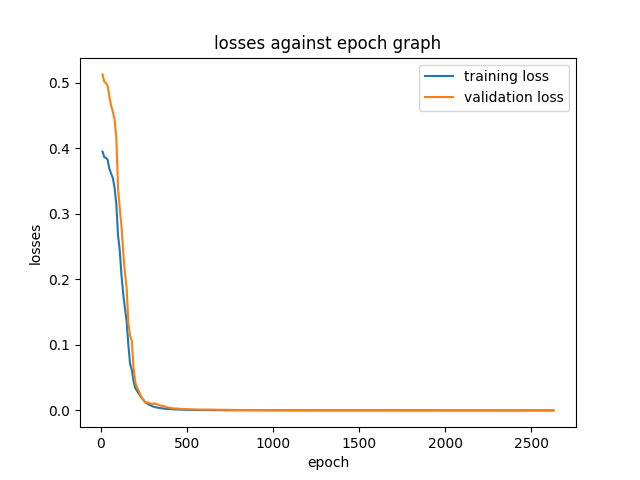 losses against epoch graph
training loss
validation loss
losses
0.5
0.4
0.3
0.2
0.1
0.0
0 500 1000 1500 2000 2500
epoch